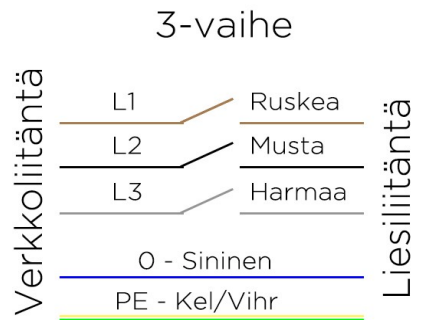 3-vaihe
Verkkoliitäntä
L1 Ruskea
L2 Musta
L3 Harmaa
0 - Sininen
PE - Kel/Vihr
Liesiliitäntä